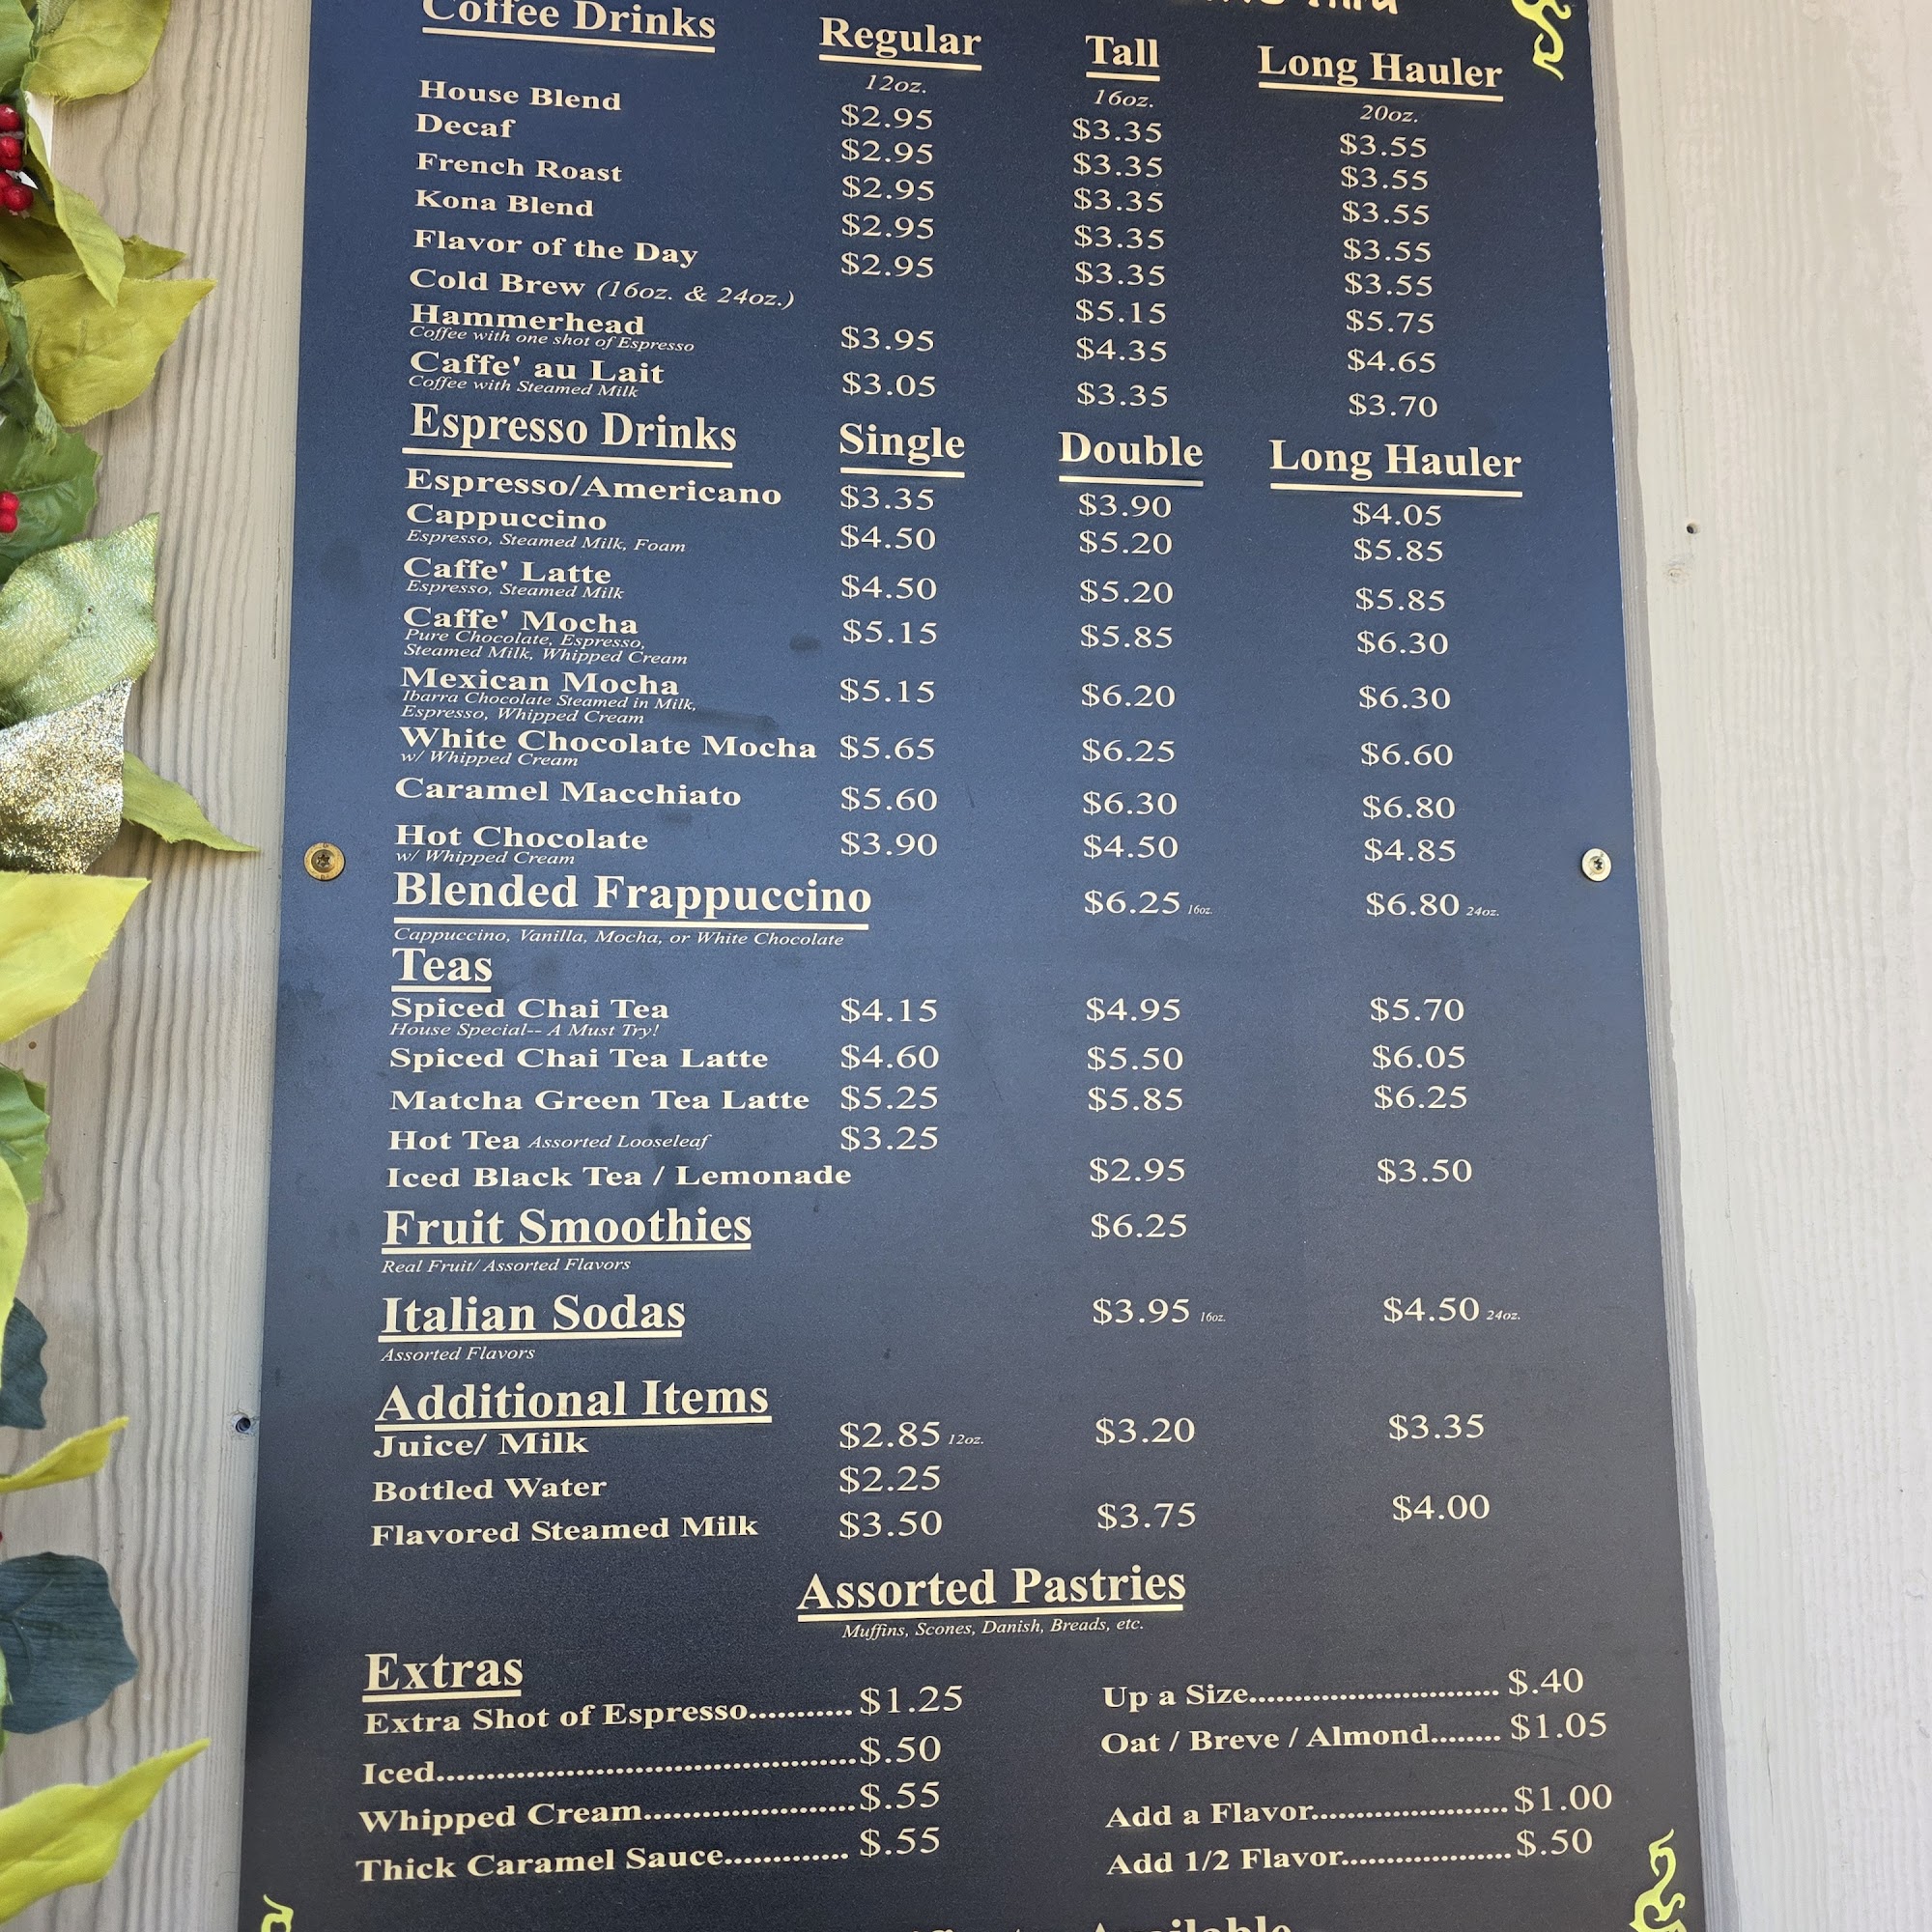 Thru
Coffee Drinks Regular Tall Long Hauler
12oz. 16oz. 20oz.
House Blend $2.95 $3.35 $3.55
Decaf $2.95 $3.35 $3.55
French Roast $2.95 $3.35 $3.55
Kona Blend $2.95 $3.35 $3.55
Flavor of the Day $2.95 $3.35 $3.55
Cold Brew (16oz. & 24oz.) $5.15 $5.75
Hammerhead $3.95 $4.35 $4.65
Coffee with one shot of Espresso
Caffe' au Lait $3.05 $3.35 $3.70
Coffee with Steamed Milk
Espresso Drinks Single Double Long Hauler
Espresso/Americano $3.35 $3.90 $4.05
Cappuccino $4.50 $5.20 $5.85
Espresso, Steamed Milk, Foam
Caffe' Latte $4.50 $5.20 $5.85
Espresso, Steamed Milk
Caffe' Mocha $5.15 $5.85 $6.30
Pure Chocolate, Espresso,
Steamed Milk, Whipped Cream
Mexican Mocha $5.15 $6.20 $6.30
Ibarra Chocolate Steamed in Milk,
Espresso, Whipped Cream
White Chocolate Mocha $5.65 $6.25 $6.60
w/ Whipped Cream
Caramel Macchiato $5.60 $6.30 $6.80
Hot Chocolate $3.90 $4.50 $4.85
w/ Whipped Cream
Blended Frappuccino $6.25 16oz. $6.80 24oz.
Cappuccino, Vanilla, Mocha, or White Chocolate
Teas
Spiced Chai Tea $4.15 $4.95 $5.70
House Special-- A Must Try!
Spiced Chai Tea Latte $4.60 $5.50 $6.05
Matcha Green Tea Latte $5.25 $5.85 $6.25
Hot Tea Assorted Looseleaf $3.25
Iced Black Tea / Lemonade $2.95 $3.50
Fruit Smoothies $6.25
Real Fruit/ Assorted Flavors
Italian Sodas $3.95 16oz. $4.50 24oz.
Assorted Flavors
Additional Items
Juice/ Milk $2.85 12oz. $3.20 $3.35
Bottled Water $2.25
Flavored Steamed Milk $3.50 $3.75 $4.00
Assorted Pastries
Muffins, Scones, Danish, Breads, etc.
Extras
Extra Shot of Espresso........... $1.25 Up a Size............................ $.40
Iced...............................................$.50 Oat / Breve / Almond........ $1.05
Whipped Cream........................$.55 Add a Flavor......................$1.00
Thick Caramel Sauce.............. $.55 Add 1/2 Flavor...................$.50
Available